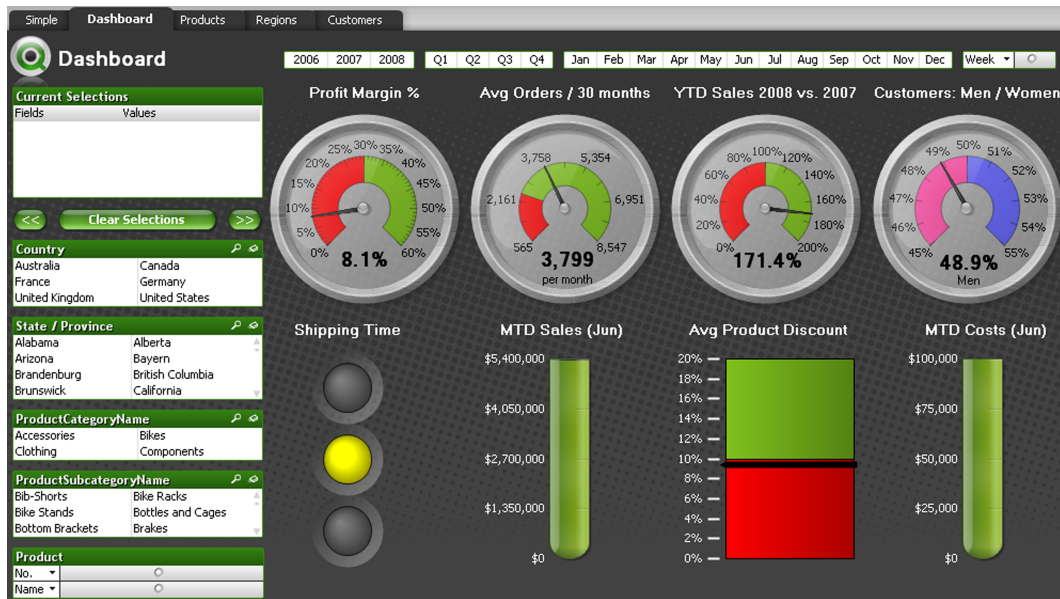 Simple Dashboard Products Regions Customers
Dashboard
2006 2007 2008 Q1 Q2 Q3 Q4 Jan Feb Mar Apr May Jun Jul Aug Sep Oct Nov Dec Week
Current Selections
Fields Values
<< Clear Selections >>
Country
Australia Canada
France Germany
United Kingdom United States
State / Province
Alabama Alberta
Arizona Bayern
Brandenburg British Columbia
Brunswick California
ProductCategoryName
Accessories Bikes
Clothing Components
ProductSubcategoryName
Bib-Shorts Bike Racks
Bike Stands Bottles and Cages
Bottom Brackets Brakes
Product
No.
Name
Profit Margin %
0% 5% 10% 15% 20% 25% 30% 35% 40% 45% 50% 55% 60%
8.1%
Avg Orders / 30 months
565 2,161 3,758 5,354 6,951 8,547
3,799
per month
YTD Sales 2008 vs. 2007
0% 20% 40% 60% 80% 100% 120% 140% 160% 180% 200%
171.4%
Customers: Men / Women
45% 46% 47% 48% 49% 50% 51% 52% 53% 54% 55%
48.9%
Men
Shipping Time
MTD Sales (Jun)
$5,400,000
$4,050,000
$2,700,000
$1,350,000
$0
Avg Product Discount
20%
18%
16%
14%
12%
10%
8%
6%
4%
2%
0%
MTD Costs (Jun)
$100,000
$75,000
$50,000
$25,000
$0